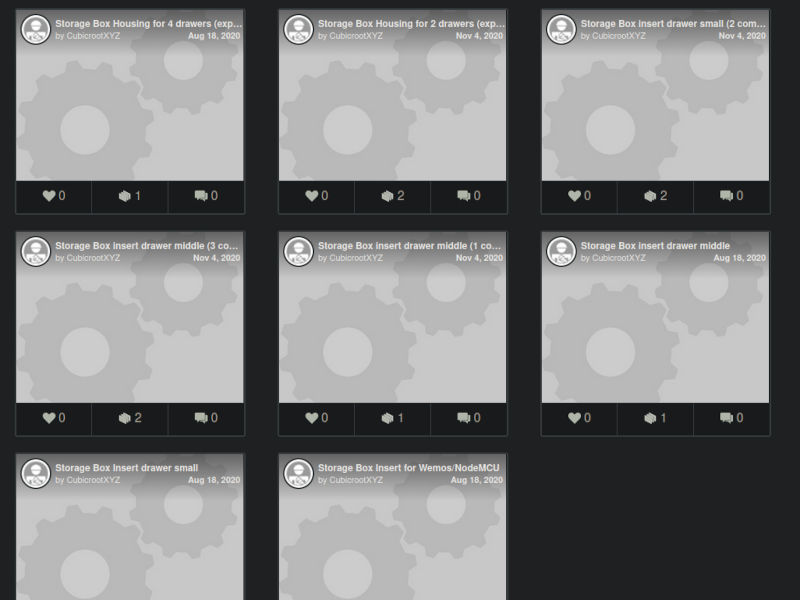 Storage Box Housing for 4 drawers (exp...
by CubicrootXYZ Aug 18, 2020
0 1 0
Storage Box Housing for 2 drawers (exp...
by CubicrootXYZ Nov 4, 2020
0 2 0
Storage Box insert drawer small (2 com...
by CubicrootXYZ Nov 4, 2020
0 2 0
Storage Box insert drawer middle (3 co...
by CubicrootXYZ Nov 4, 2020
0 2 0
Storage Box insert drawer middle (1 co...
by CubicrootXYZ Nov 4, 2020
0 1 0
Storage Box insert drawer middle
by CubicrootXYZ Aug 18, 2020
0 1 0
Storage Box Insert drawer small
by CubicrootXYZ Aug 18, 2020
Storage Box Insert for Wemos/NodeMCU
by CubicrootXYZ Aug 18, 2020